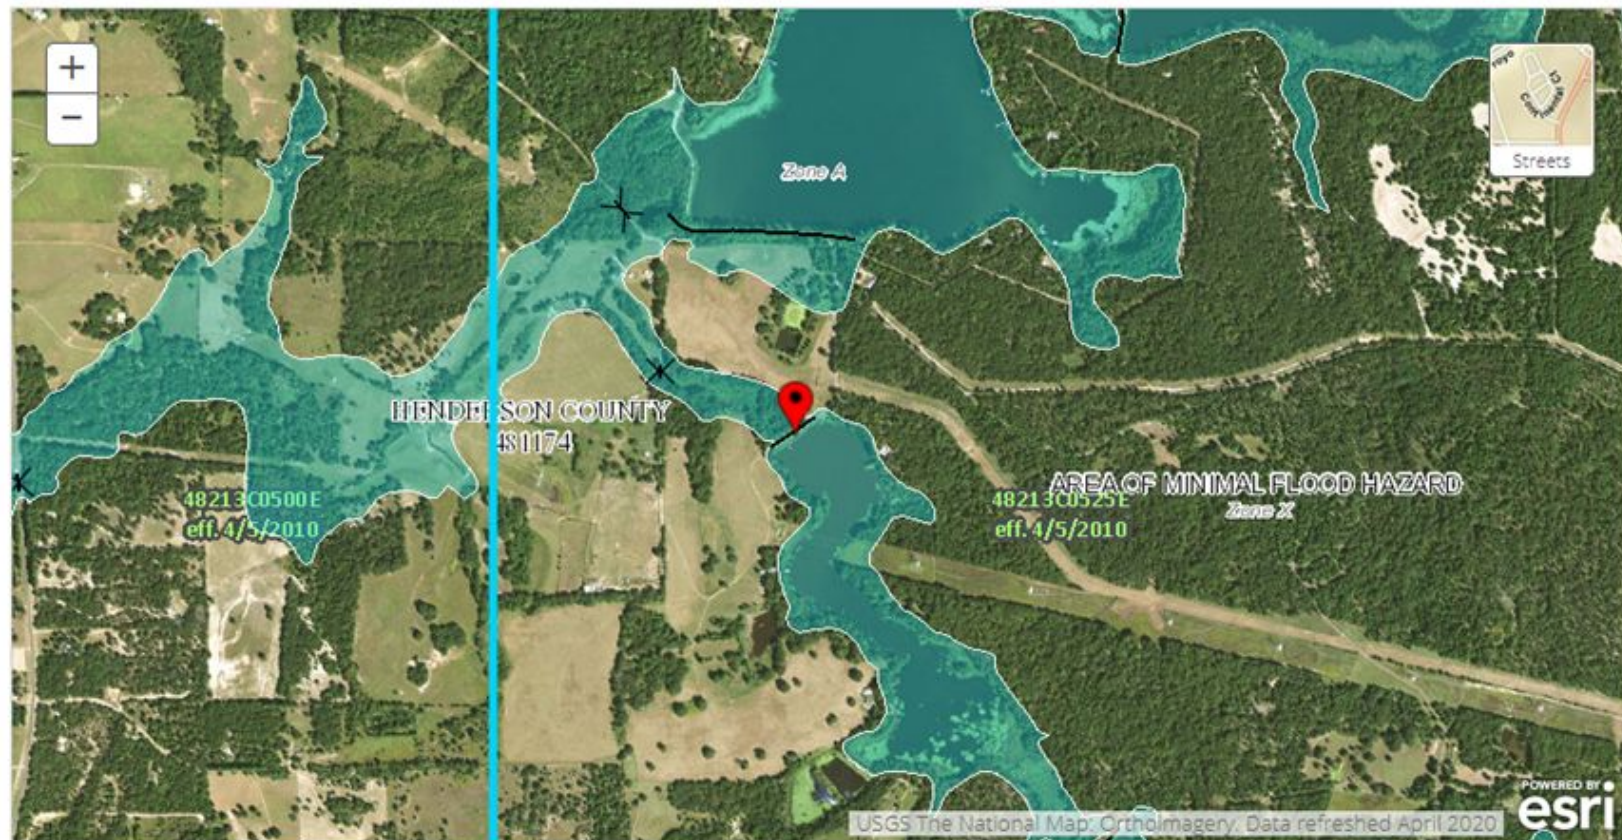 +
−
Zone A
Streets
HENDERSON COUNTY
481174
48213C0500E
eff. 4/5/2010
AREA OF MINIMAL FLOOD HAZARD
Zone X
48213C0525E
eff. 4/5/2010
POWERED BY
esri
USGS The National Map: Orthoimagery. Data refreshed April 2020